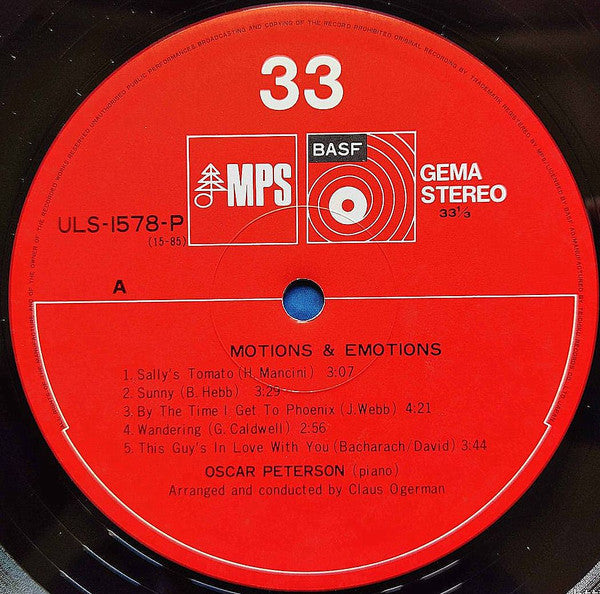 33
MPS
BASF
GEMA
STEREO
33⅓
ULS-1578-P
(15-85)
A
MOTIONS & EMOTIONS
1. Sally's Tomato (H. Mancini) 3:07
2. Sunny (B. Hebb) 3:29
3. By The Time I Get To Phoenix (J. Webb) 4:21
4. Wandering (G. Caldwell) 2:56
5. This Guy's In Love With You (Bacharach/David) 3:44
OSCAR PETERSON (piano)
Arranged and conducted by Claus Ogerman